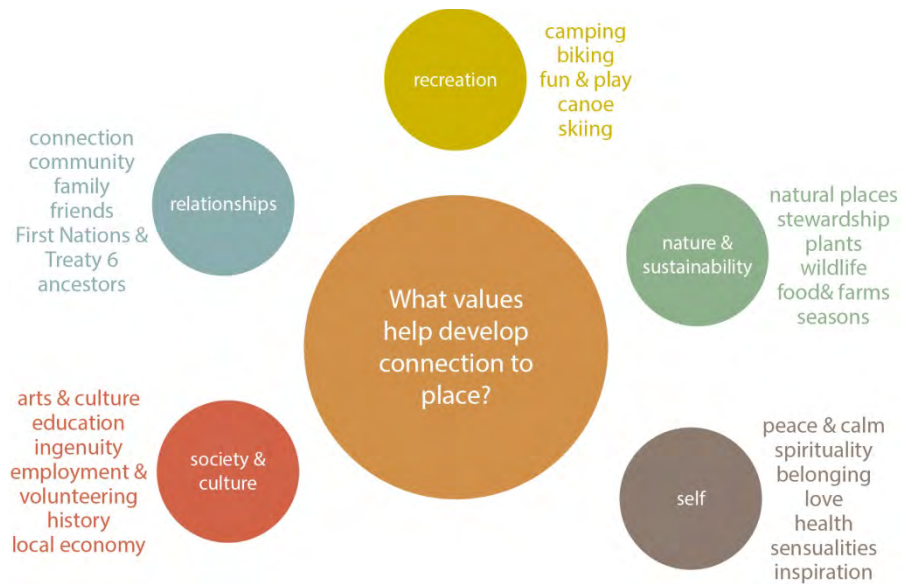 recreation
camping
biking
fun & play
canoe
skiing
connection
community
family
friends
First Nations &
Treaty 6
ancestors
relationships
nature &
sustainability
natural places
stewardship
plants
wildlife
food& farms
seasons
What values
help develop
connection to
place?
arts & culture
education
ingenuity
employment &
volunteering
history
local economy
society &
culture
self
peace & calm
spirituality
belonging
love
health
sensualities
inspiration